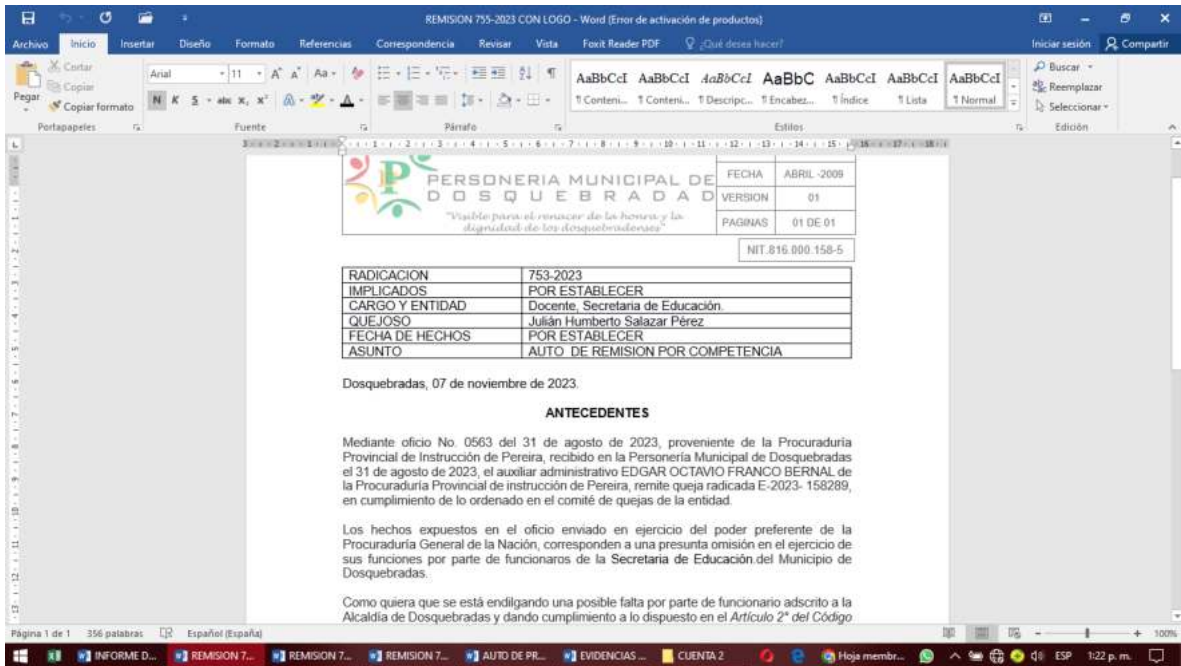 REMISION 755-2023 CON LOGO - Word (Error de activación de productos)
Archivo Inicio Insertar Diseño Formato Referencias Correspondencia Revisar Vista Foxit Reader PDF ¿Qué desea hacer? Iniciar sesión Compartir
Cortar
Copiar
Copiar formato
Pegar
Arial 11
AaBbCcI AaBbCcI AaBbCcI AaBbC AaBbCcI AaBbCcI AaBbCcI
¶ Conteni... ¶ Conteni... ¶ Descripc... ¶ Encabez... ¶ Índice ¶ Lista ¶ Normal
Buscar
Reemplazar
Seleccionar
Portapapeles Fuente Párrafo Estilos Edición
PERSONERIA MUNICIPAL DE
DOSQUEBRADAD
"Visible para el renacer de la honra y la
dignidad de los dosquebradenses"
FECHA ABRIL -2009
VERSION 01
PAGINAS 01 DE 01
NIT.816.000.158-5
RADICACION 753-2023
IMPLICADOS POR ESTABLECER
CARGO Y ENTIDAD Docente, Secretaria de Educación.
QUEJOSO Julián Humberto Salazar Pérez
FECHA DE HECHOS POR ESTABLECER
ASUNTO AUTO DE REMISION POR COMPETENCIA
Dosquebradas, 07 de noviembre de 2023.
ANTECEDENTES
Mediante oficio No. 0563 del 31 de agosto de 2023, proveniente de la Procuraduría
Provincial de Instrucción de Pereira, recibido en la Personería Municipal de Dosquebradas
el 31 de agosto de 2023, el auxiliar administrativo EDGAR OCTAVIO FRANCO BERNAL de
la Procuraduría Provincial de instrucción de Pereira, remite queja radicada E-2023- 158289,
en cumplimiento de lo ordenado en el comité de quejas de la entidad.
Los hechos expuestos en el oficio enviado en ejercicio del poder preferente de la
Procuraduría General de la Nación, corresponden a una presunta omisión en el ejercicio de
sus funciones por parte de funcionaros de la Secretaria de Educación.del Municipio de
Dosquebradas.
Como quiera que se está endilgando una posible falta por parte de funcionario adscrito a la
Alcaldía de Dosquebradas y dando cumplimiento a lo dispuesto en el Artículo 2° del Código
Página 1 de 1 356 palabras Español (España) 100%
INFORME D... REMISION 7... REMISION 7... REMISION 7... AUTO DE PR... EVIDENCIAS ... CUENTA 2 Hoja membr... ESP 1:22 p. m.